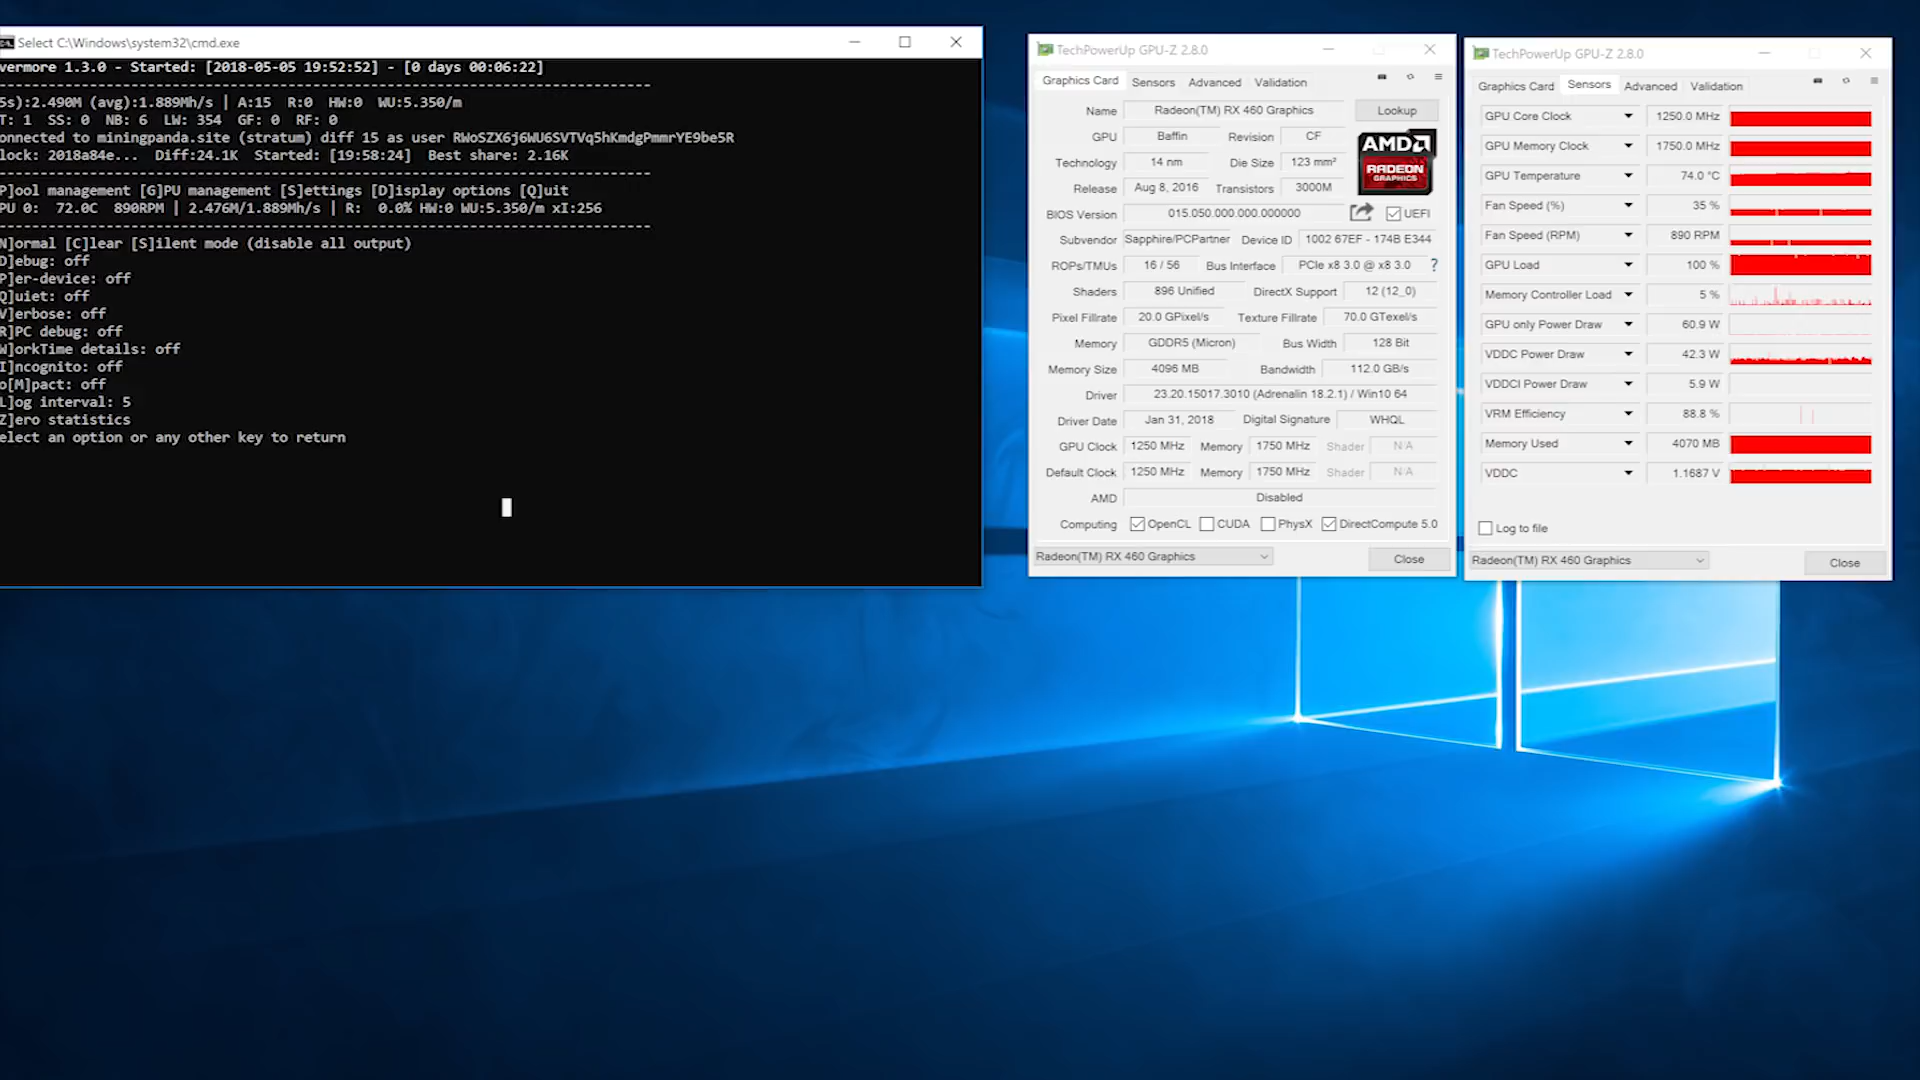 Select C:\Windows\system32\cmd.exe
vermore 1.3.0 - Started: [2018-05-05 19:52:52] - [0 days 00:06:22]
--------------------------------------------------------------------------------
5s):2.490M (avg):1.889Mh/s | A:15  R:0  HW:0  WU:5.350/m
T: 1  SS: 0  NB: 6  LW: 354  GF: 0  RF: 0
onnected to miningpanda.site (stratum) diff 15 as user RWoSZX6j6WU6SVTVq5hKmdgPmmrYE9be5R
lock: 2018a84e...  Diff:24.1K  Started: [19:58:24]  Best share: 2.16K
--------------------------------------------------------------------------------
P]ool management [G]PU management [S]ettings [D]isplay options [Q]uit
PU 0:  72.0C  890RPM | 2.476M/1.889Mh/s | R:  0.0% HW:0 WU:5.350/m xI:256
--------------------------------------------------------------------------------
N]ormal [C]lear [S]ilent mode (disable all output)
D]ebug: off
P]er-device: off
Q]uiet: off
V]erbose: off
R]PC debug: off
W]orkTime details: off
I]ncognito: off
o[M]pact: off
L]og interval: 5
Z]ero statistics
elect an option or any other key to return
TechPowerUp GPU-Z 2.8.0
Graphics Card Sensors Advanced Validation
Name Radeon(TM) RX 460 Graphics Lookup
GPU Baffin Revision CF
AMD
RADEON
GRAPHICS
Technology 14 nm Die Size 123 mm²
Release Aug 8, 2016 Transistors 3000M
BIOS Version 015.050.000.000.000000 UEFI
Subvendor Sapphire/PCPartner Device ID 1002 67EF - 174B E344
ROPs/TMUs 16 / 56 Bus Interface PCIe x8 3.0 @ x8 3.0 ?
Shaders 896 Unified DirectX Support 12 (12_0)
Pixel Fillrate 20.0 GPixel/s Texture Fillrate 70.0 GTexel/s
Memory GDDR5 (Micron) Bus Width 128 Bit
Memory Size 4096 MB Bandwidth 112.0 GB/s
Driver 23.20.15017.3010 (Adrenalin 18.2.1) / Win10 64
Driver Date Jan 31, 2018 Digital Signature WHQL
GPU Clock 1250 MHz Memory 1750 MHz Shader N/A
Default Clock 1250 MHz Memory 1750 MHz Shader N/A
AMD Disabled
Computing OpenCL CUDA PhysX DirectCompute 5.0
Radeon(TM) RX 460 Graphics Close
TechPowerUp GPU-Z 2.8.0
Graphics Card Sensors Advanced Validation
GPU Core Clock 1250.0 MHz
GPU Memory Clock 1750.0 MHz
GPU Temperature 74.0 °C
Fan Speed (%) 35 %
Fan Speed (RPM) 890 RPM
GPU Load 100 %
Memory Controller Load 5 %
GPU only Power Draw 60.9 W
VDDC Power Draw 42.3 W
VDDCI Power Draw 5.9 W
VRM Efficiency 88.8 %
Memory Used 4070 MB
VDDC 1.1687 V
Log to file
Radeon(TM) RX 460 Graphics Close